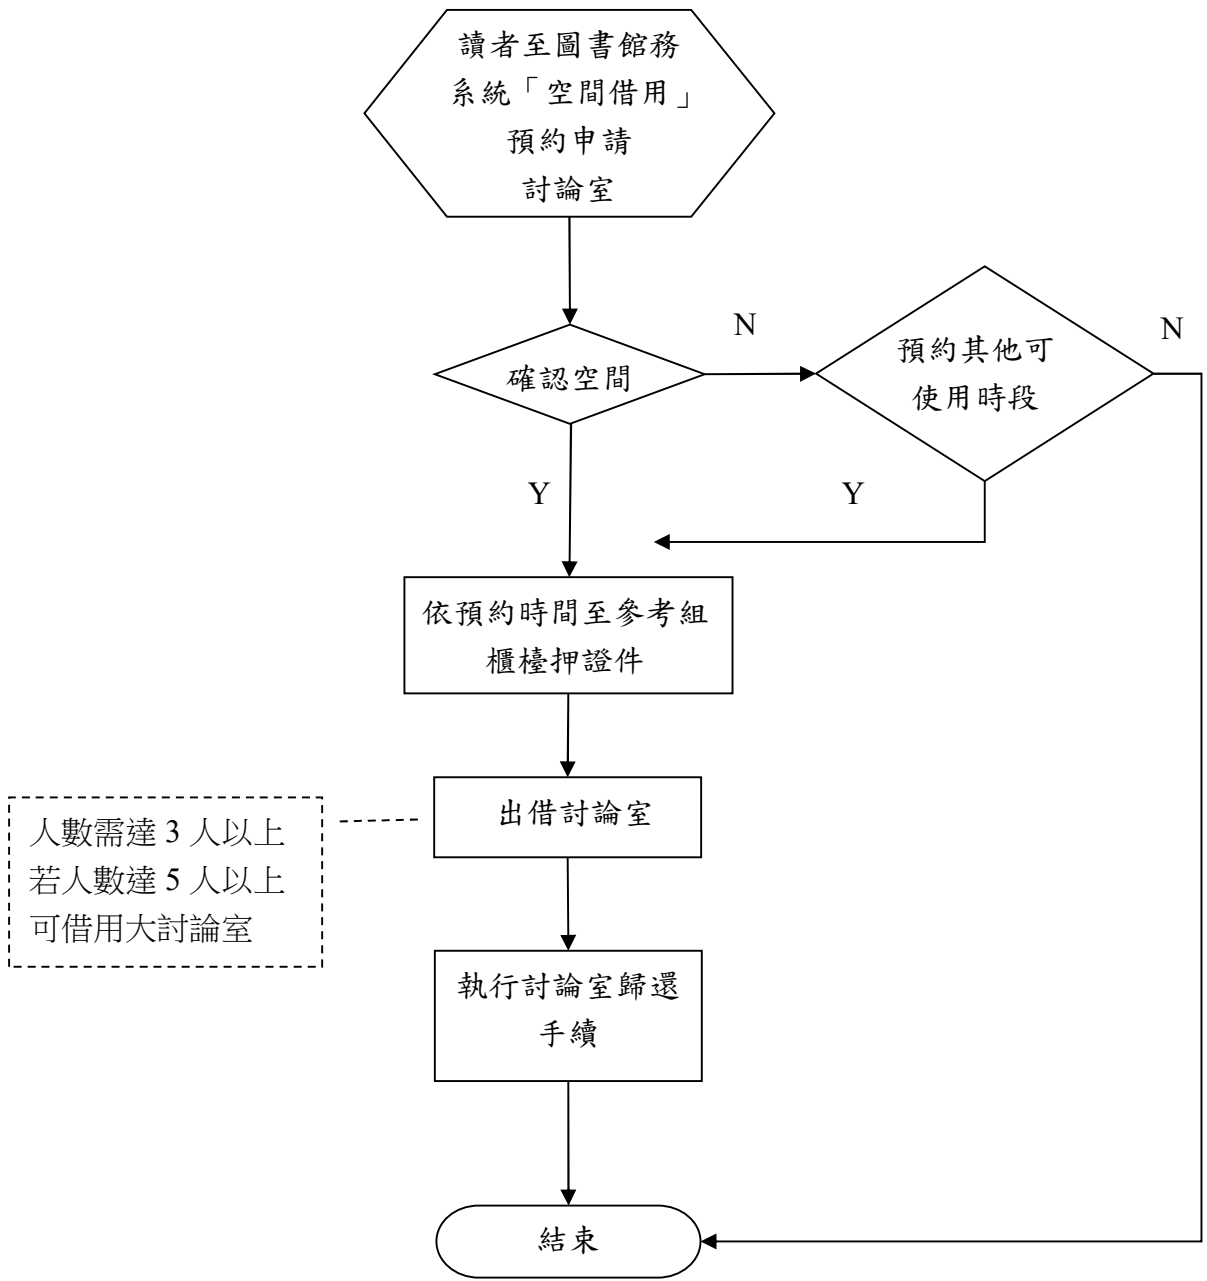 讀者至圖書館務
系統「空間借用」
預約申請
討論室
確認空間
N
預約其他可
使用時段
N
Y
Y
依預約時間至參考組
櫃檯押證件
出借討論室
人數需達 3 人以上
若人數達 5 人以上
可借用大討論室
執行討論室歸還
手續
結束